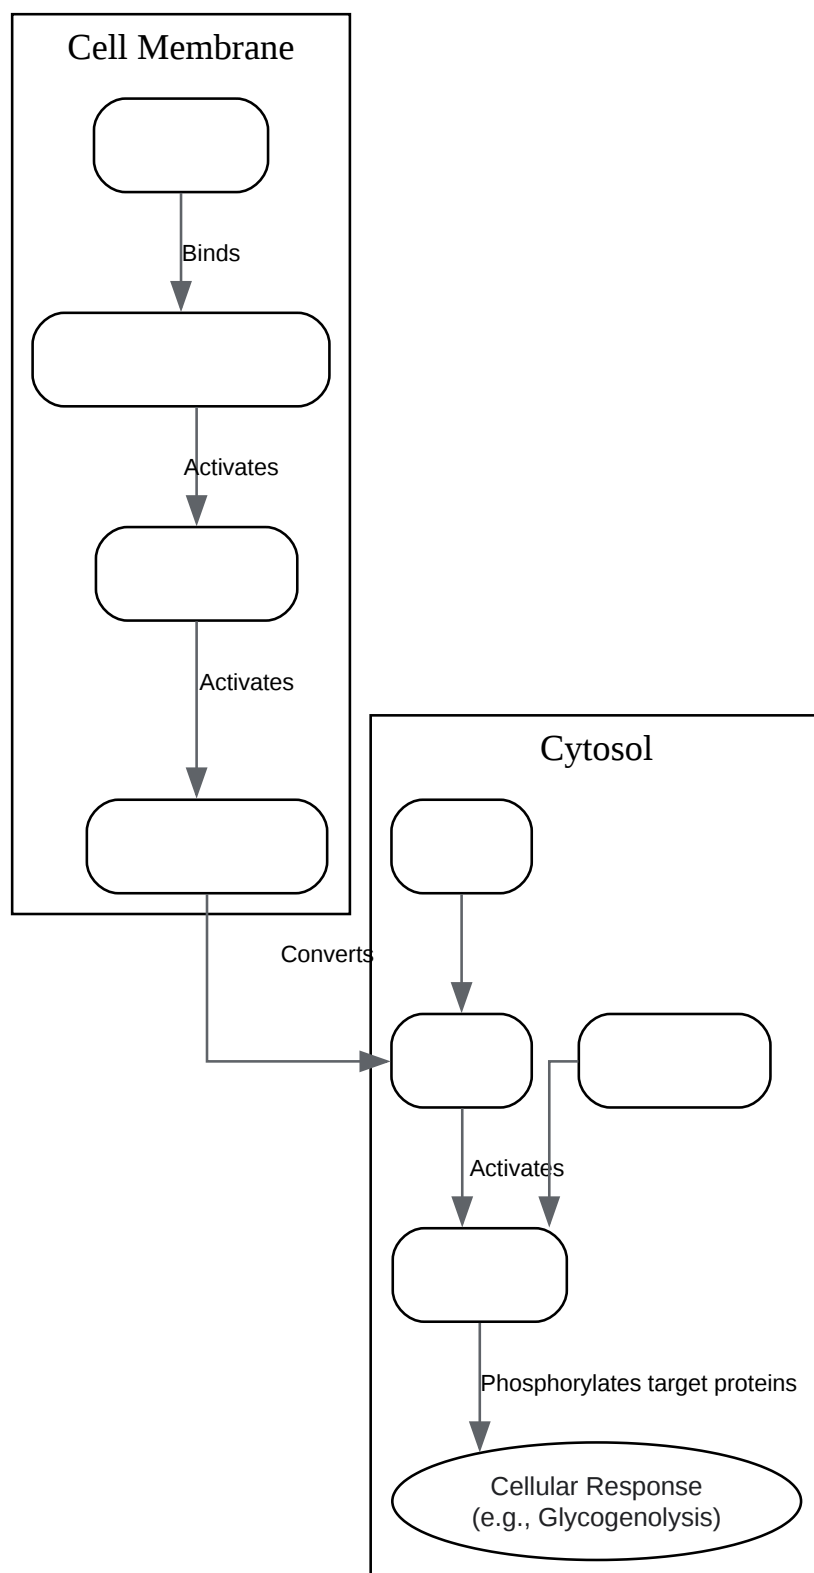 Cell Membrane
Binds
Activates
Activates
Cytosol
Converts
Activates
Phosphorylates target proteins
Cellular Response
(e.g., Glycogenolysis)